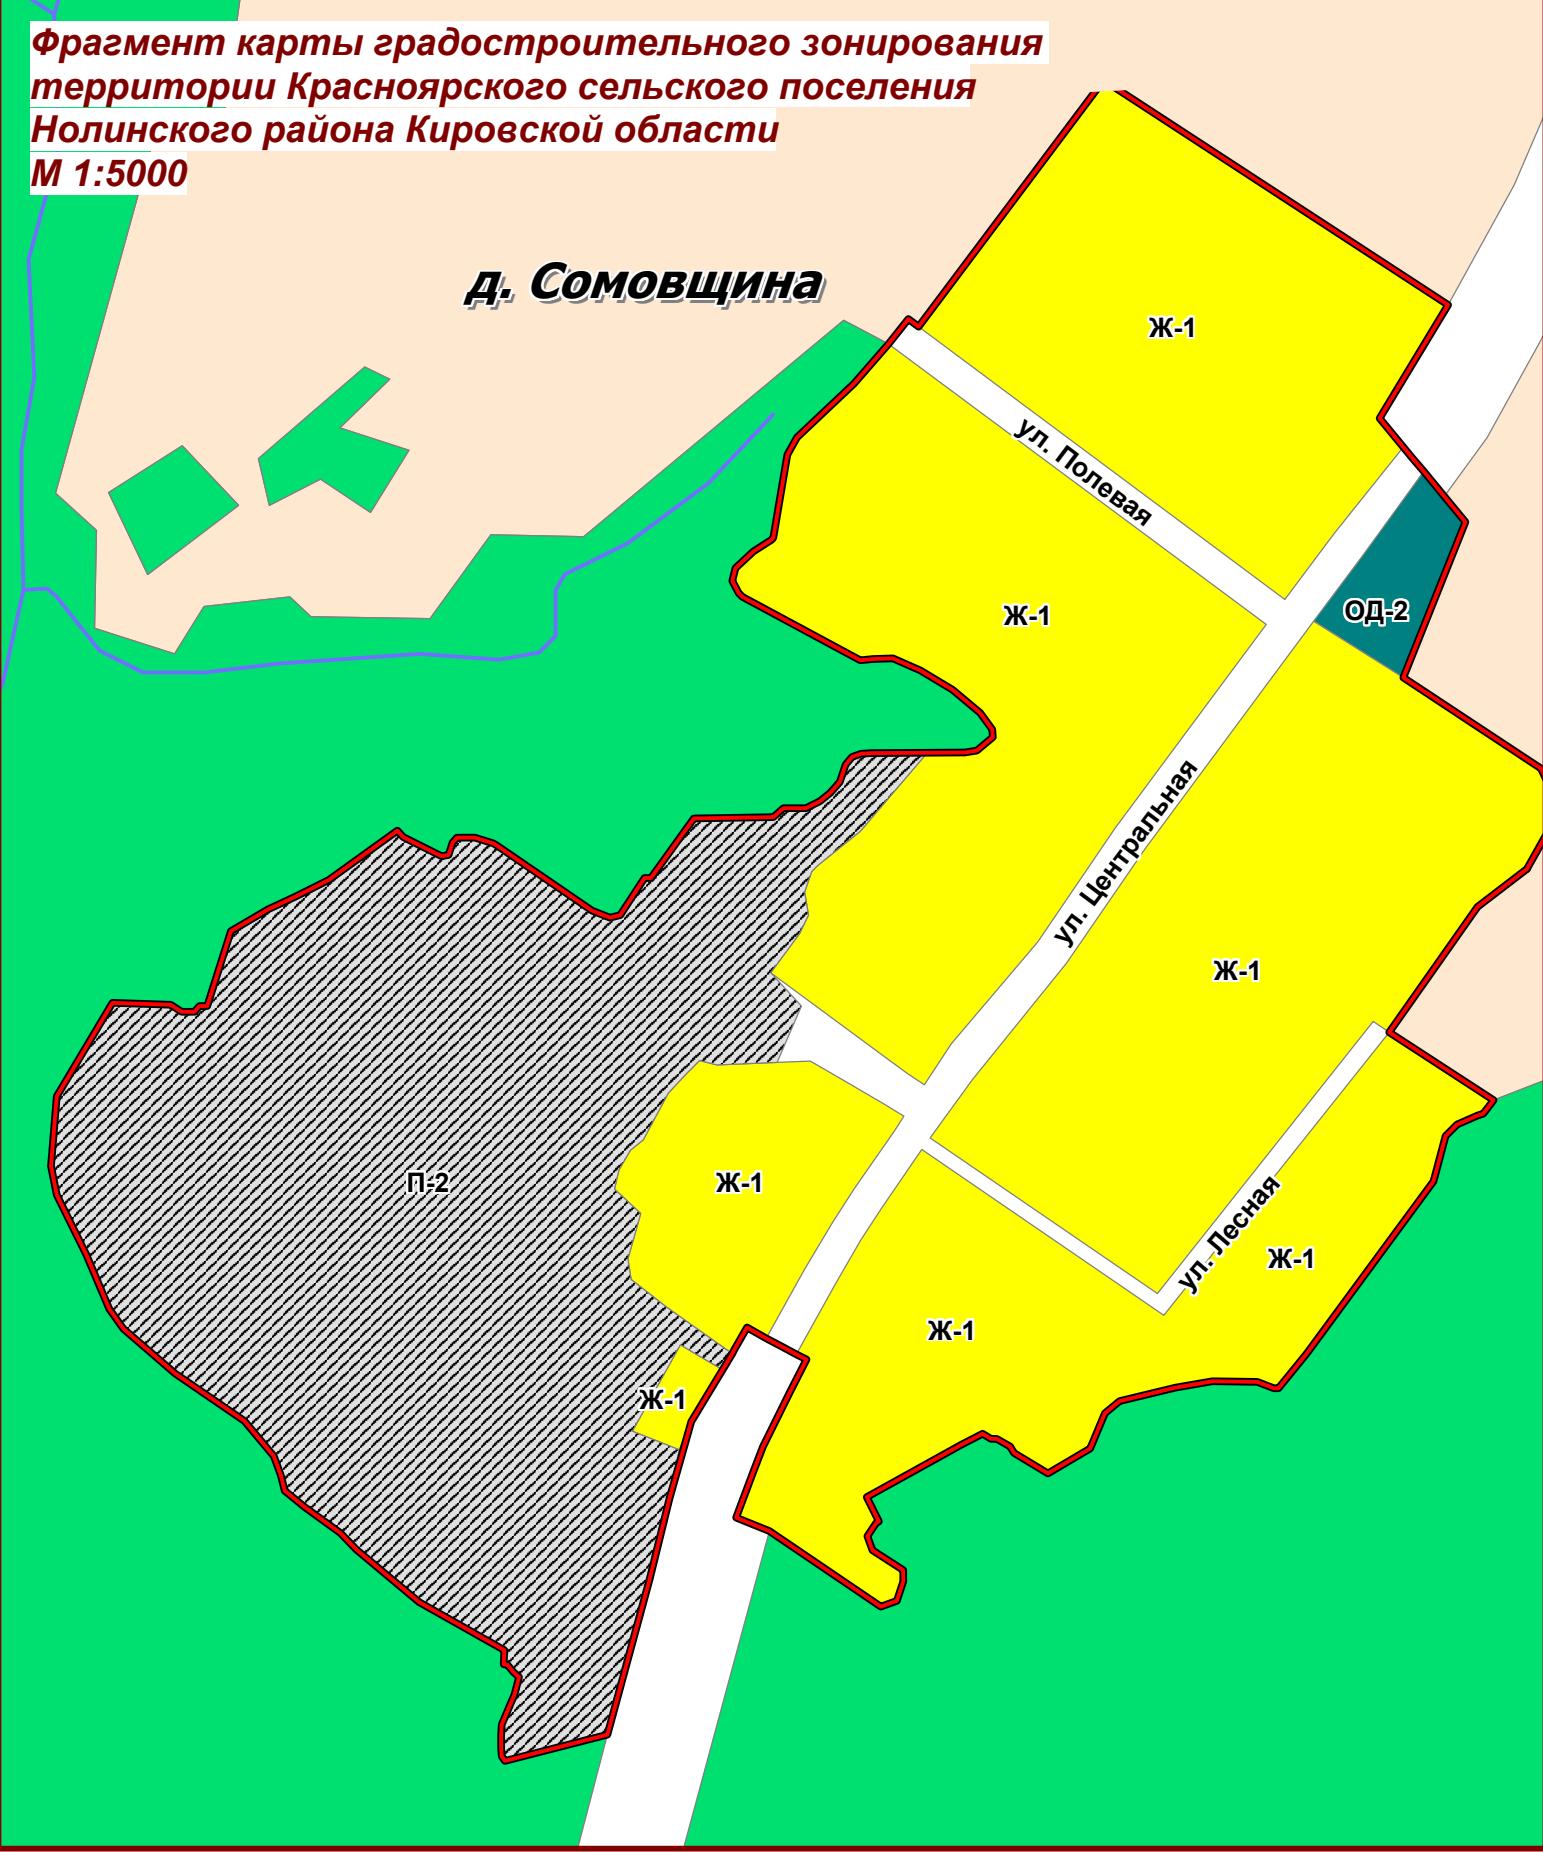 Фрагмент карты градостроительного зонирования
территории Красноярского сельского поселения
Нолинского района Кировской области
М 1:5000
д. Сомовщина
Ж-1
ул. Полевая
Ж-1
ОД-2
ул. Центральная
Ж-1
П-2
Ж-1
ул. Лесная
Ж-1
Ж-1
Ж-1